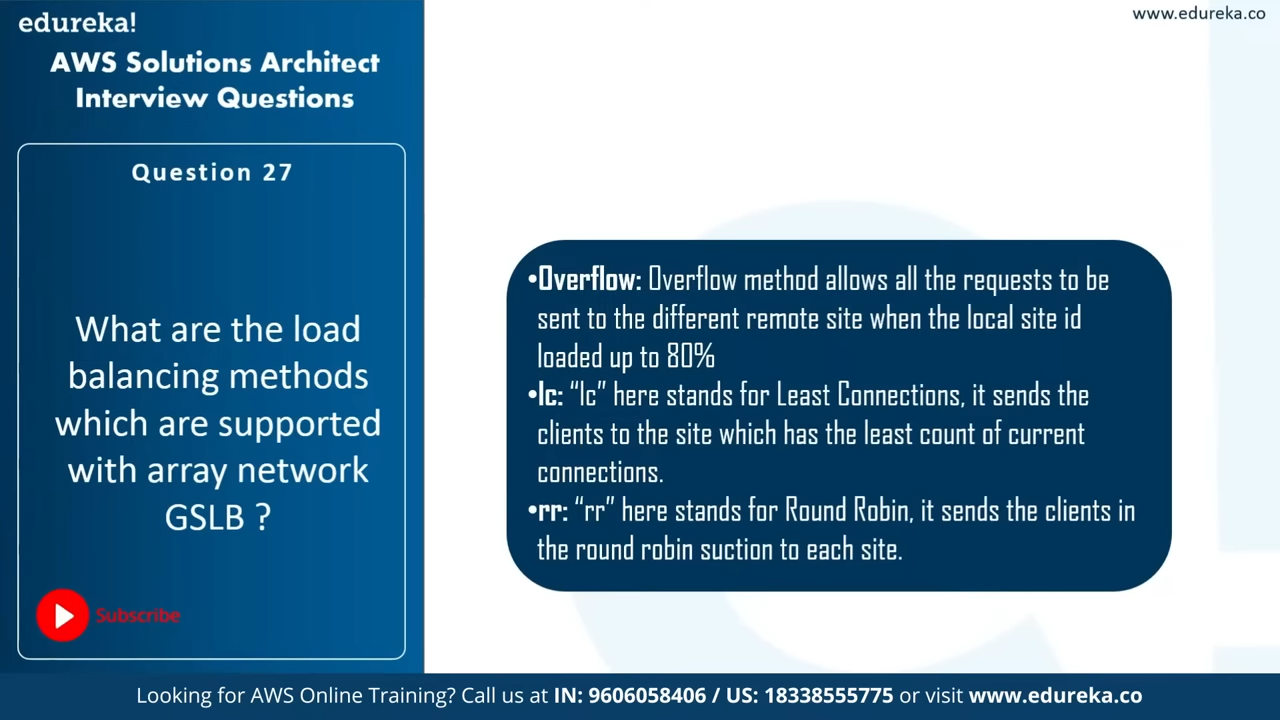 edureka!
www.edureka.co
AWS Solutions Architect
Interview Questions
Question 27
What are the load
balancing methods
which are supported
with array network
GSLB ?
Subscribe
•Overflow: Overflow method allows all the requests to be
sent to the different remote site when the local site id
loaded up to 80%
•lc: “lc” here stands for Least Connections, it sends the
clients to the site which has the least count of current
connections.
•rr: “rr” here stands for Round Robin, it sends the clients in
the round robin suction to each site.
Looking for AWS Online Training? Call us at IN: 9606058406 / US: 18338555775 or visit www.edureka.co